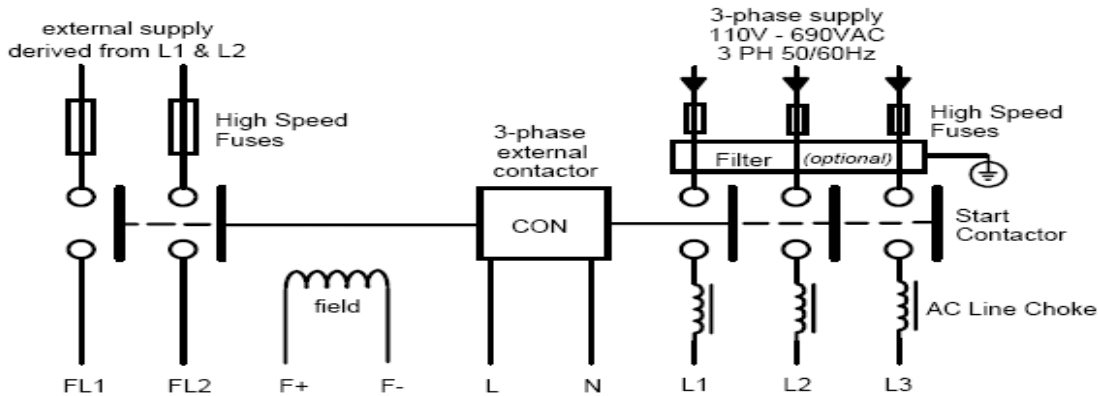 external supply
derived from L1 & L2
High Speed
Fuses
3-phase
external
contactor
CON
3-phase supply
110V - 690VAC
3 PH 50/60Hz
High Speed
Fuses
Filter (optional)
Start
Contactor
field
AC Line Choke
FL1 FL2 F+ F- L N L1 L2 L3